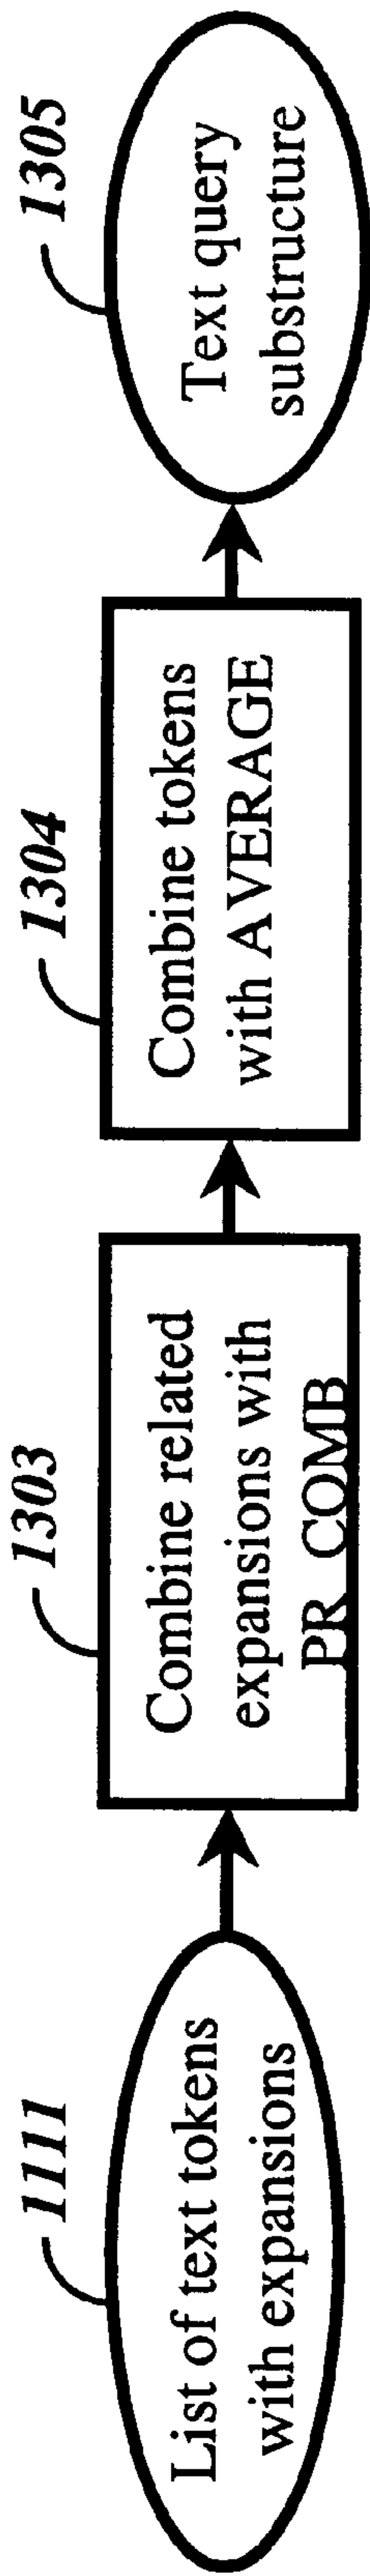 1111
List of text tokens
with expansions
1303
Combine related
expansions with
PR_COMB
1304
Combine tokens
with AVERAGE
1305
Text query
substructure